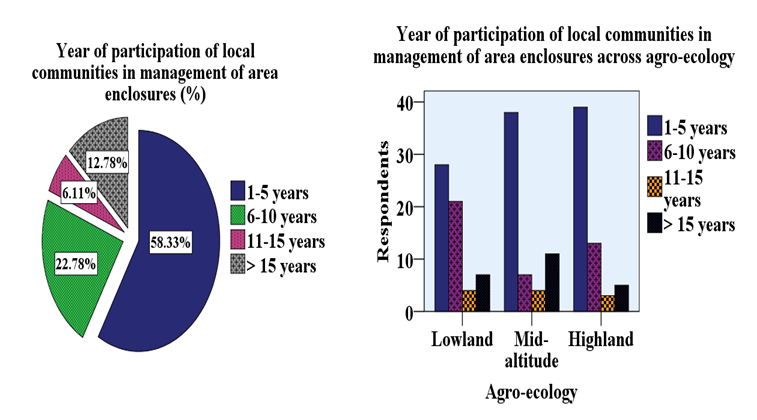 Year of participation of local
communities in management of area
enclosures (%)
12.78%
6.11%
58.33%
22.78%
1-5 years
6-10 years
11-15 years
> 15 years
Year of participation of local communities in
management of area enclosures across agro-ecology
Respondents
40
30
20
10
0
Lowland
Mid-
altitude
Highland
Agro-ecology
1-5 years
6-10 years
11-15
years
> 15 years